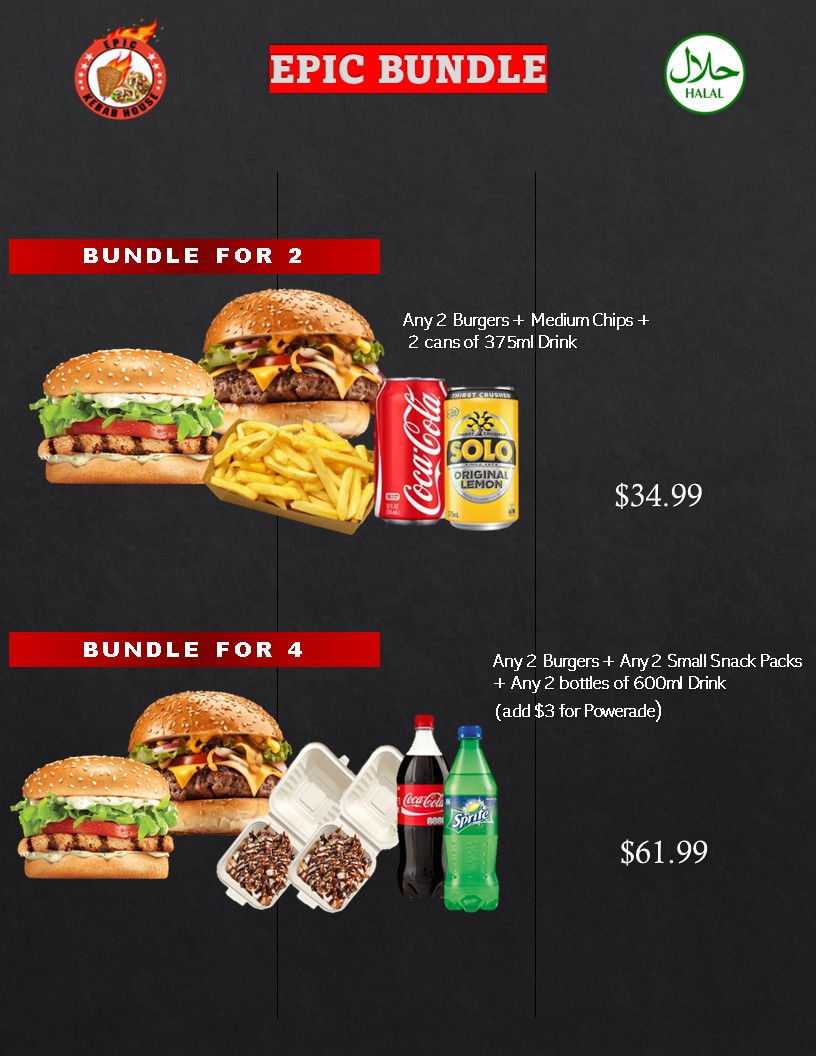 EPIC
KEBAB HOUSE
EPIC BUNDLE
حلال
HALAL
BUNDLE FOR 2
Any 2 Burgers + Medium Chips +
2 cans of 375ml Drink
Coca-Cola
THIRST CRUSHER
SOLO
ORIGINAL
LEMON
$34.99
BUNDLE FOR 4
Any 2 Burgers + Any 2 Small Snack Packs
+ Any 2 bottles of 600ml Drink
(add $3 for Powerade)
Coca-Cola
Sprite
$61.99